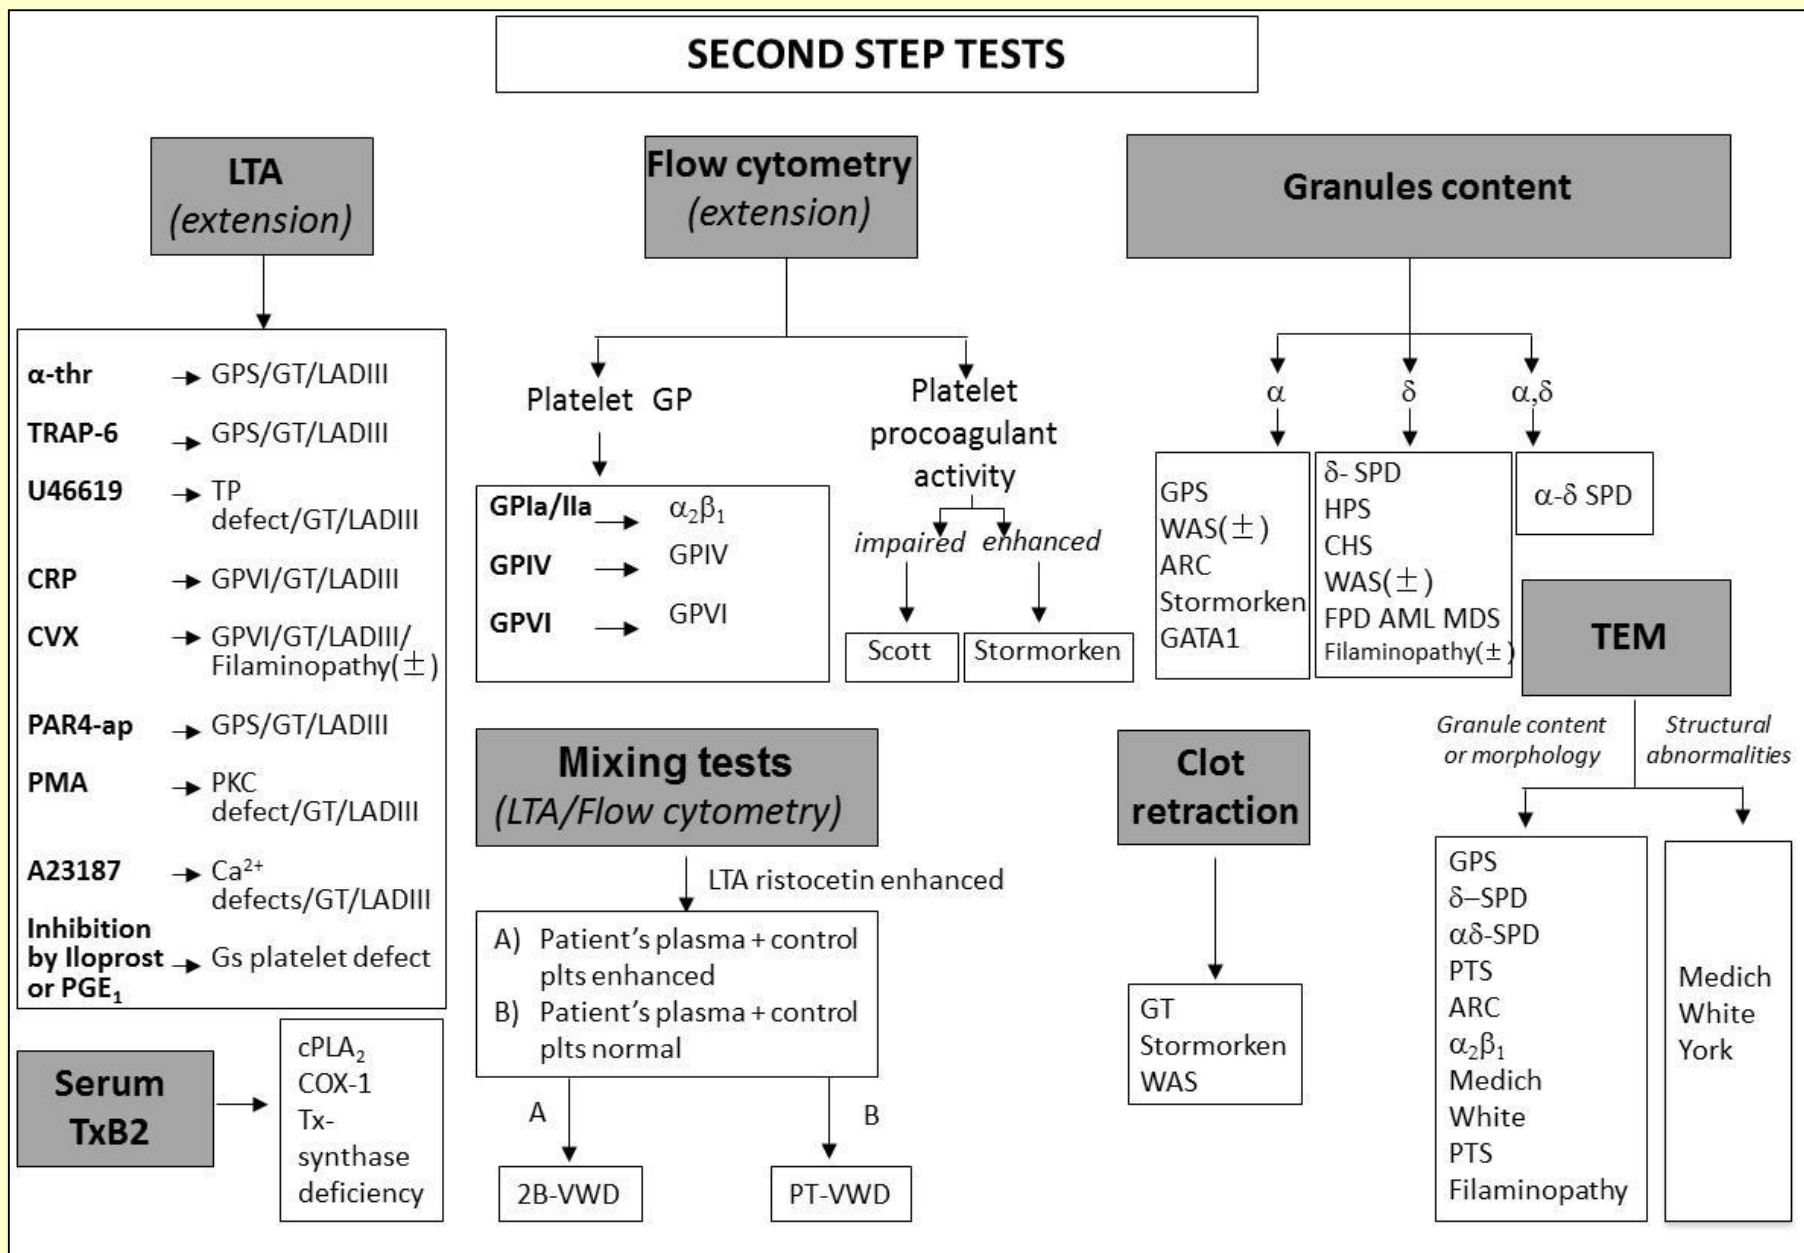 SECOND STEP TESTS
LTA
(extension)
α-thr
GPS/GT/LADIII
TRAP-6
GPS/GT/LADIII
U46619
TP
defect/GT/LADIII
CRP
GPVI/GT/LADIII
CVX
GPVI/GT/LADIII/
Filaminopathy(±)
PAR4-ap
GPS/GT/LADIII
PMA
PKC
defect/GT/LADIII
A23187
Ca²⁺
defects/GT/LADIII
Inhibition
by Iloprost
or PGE₁
Gs platelet defect
Serum
TxB2
cPLA₂
COX-1
Tx-
synthase
deficiency
Flow cytometry
(extension)
Platelet GP
GPIa/IIa
α₂β₁
GPIV
GPIV
GPVI
GPVI
Platelet
procoagulant
activity
impaired
enhanced
Scott
Stormorken
Mixing tests
(LTA/Flow cytometry)
LTA ristocetin enhanced
A) Patient's plasma + control
plts enhanced
B) Patient's plasma + control
plts normal
A
B
2B-VWD
PT-VWD
Granules content
α
δ
α,δ
GPS
WAS(±)
ARC
Stormorken
GATA1
δ- SPD
HPS
CHS
WAS(±)
FPD AML MDS
Filaminopathy(±)
α-δ SPD
Clot
retraction
GT
Stormorken
WAS
TEM
Granule content
or morphology
Structural
abnormalities
GPS
δ–SPD
αδ-SPD
PTS
ARC
α₂β₁
Medich
White
PTS
Filaminopathy
Medich
White
York